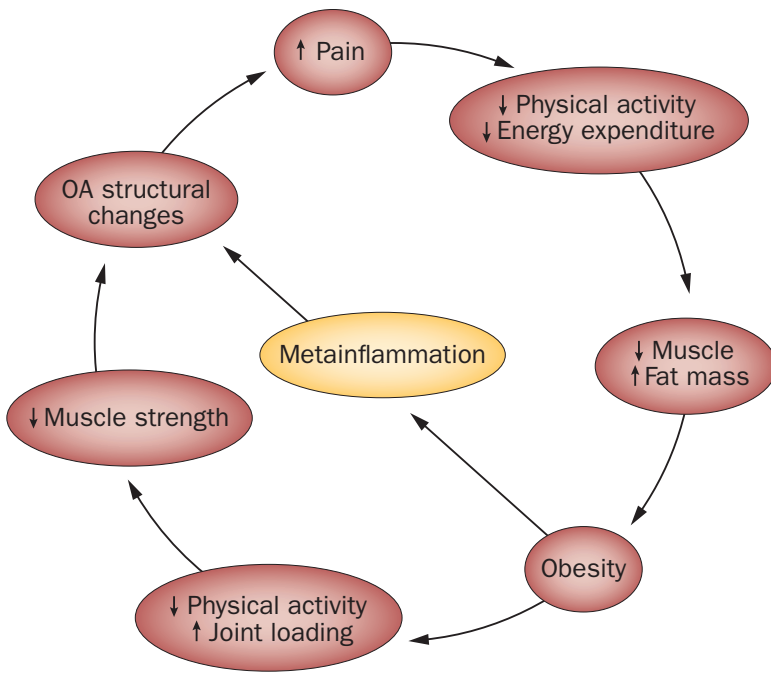 ↑ Pain
↓ Physical activity
↓ Energy expenditure
OA structural
changes
Metainflammation
↓ Muscle
↑ Fat mass
↓ Muscle strength
Obesity
↓ Physical activity
↑ Joint loading